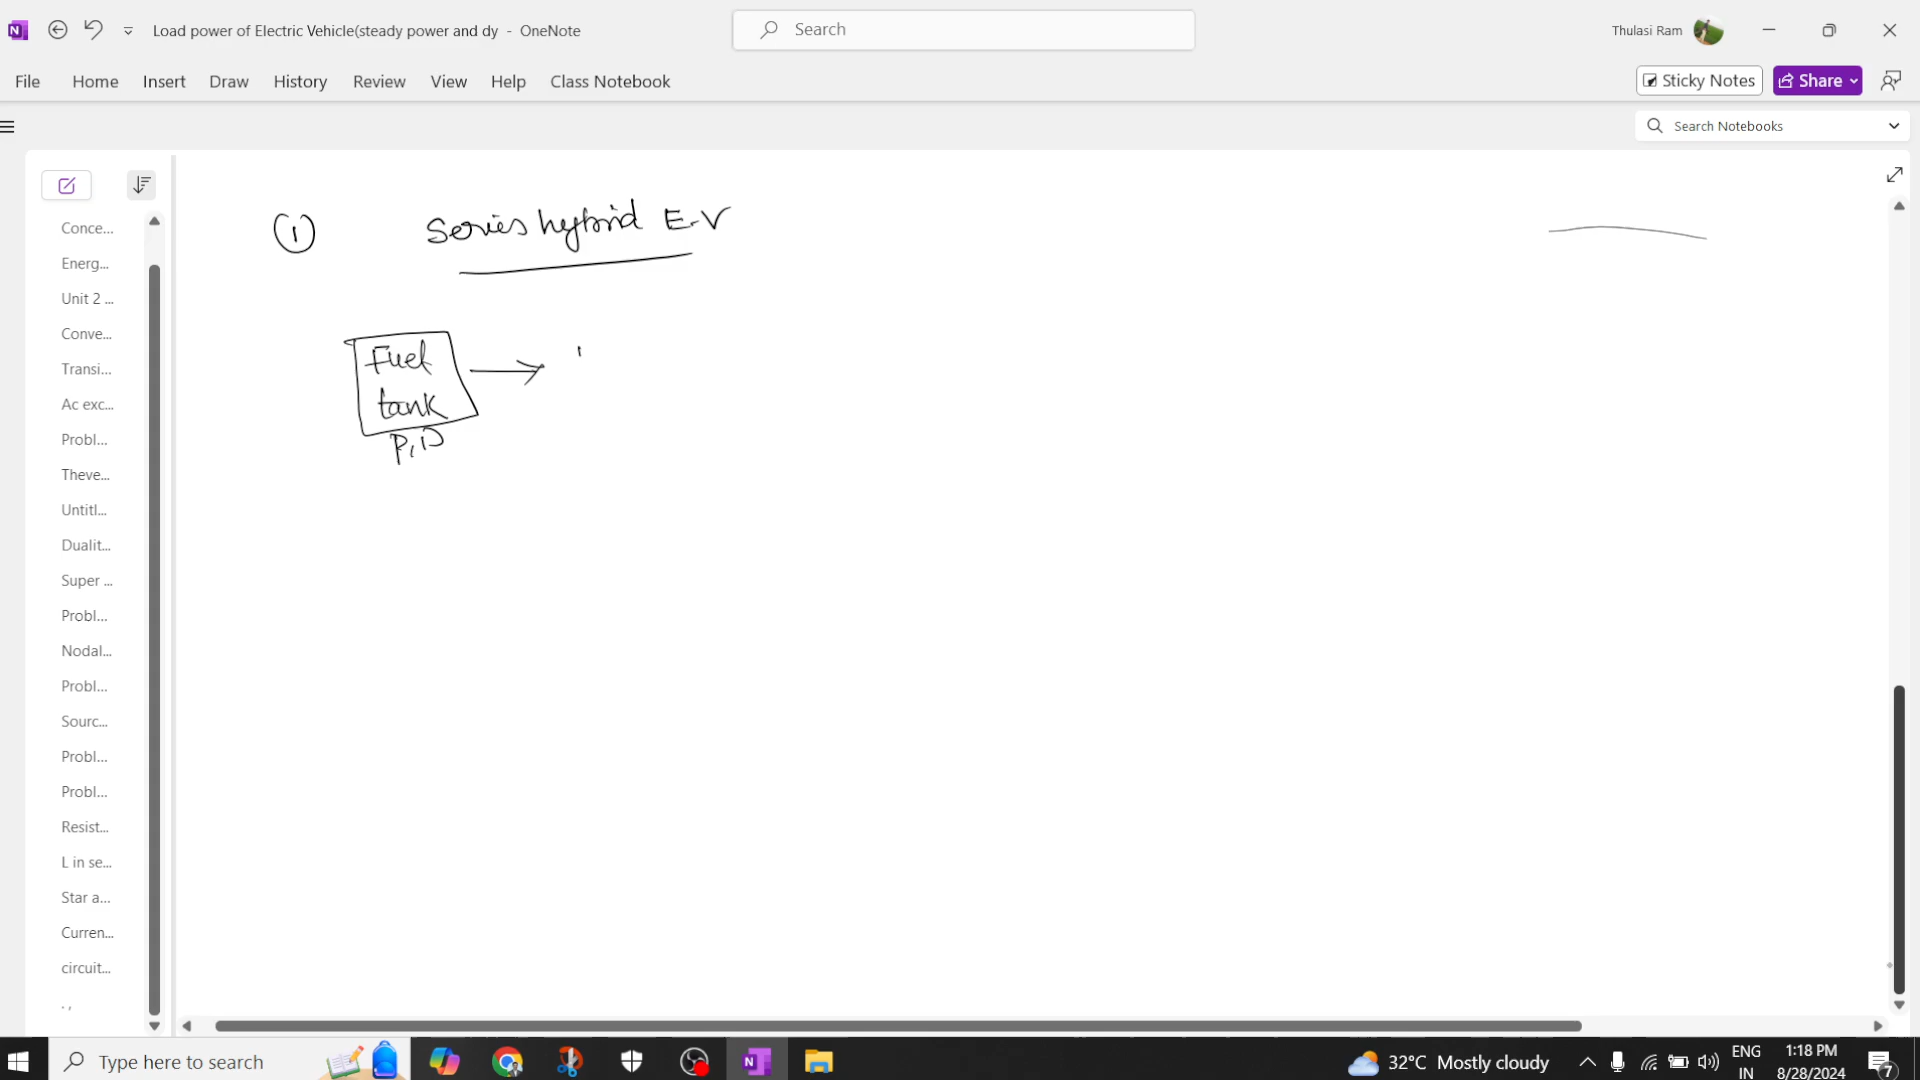 Load power of Electric Vehicle(steady power and dy - OneNote
Search
Thulasi Ram
File Home Insert Draw History Review View Help Class Notebook
Sticky Notes
Share
Search Notebooks
Conce...
Energ...
Unit 2 ...
Conve...
Transi...
Ac exc...
Probl...
Theve...
Untitl...
Dualit...
Super ...
Probl...
Nodal...
Probl...
Sourc...
Probl...
Probl...
Resist...
L in se...
Star a...
Curren...
circuit...
① Series hybrid E.V
Fuel
tank
P, D
Type here to search
32°C Mostly cloudy
ENG
IN
1:18 PM
8/28/2024
7